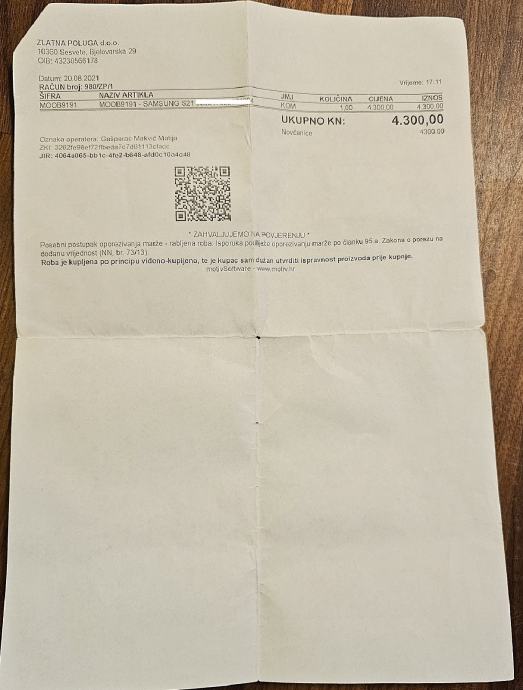 ZLATNA POLUGA d.o.o.
10360 Sesvete, Bjelovarska 29
OIB: 43230566178
Datum: 20.08.2021
Vrijeme: 17:11
RAČUN broj: 980/ZP/1
ŠIFRA NAZIV ARTIKLA JMJ KOLIČINA CIJENA IZNOS
MOOB9191 MOOB9191 - SAMSUNG S21 KOM 1,00 4.300,00 4.300,00
UKUPNO KN: 4.300,00
Novčanice 4300.00
Oznaka operatera: Gašparac Makvić Matija
ZKI:
JIR:
* ZAHVALJUJEMO NA POVJERENJU *
Posebni postupak oporezivanja marže - rabljena roba. Isporuka podliježe oporezivanju marže po članku 95.a. Zakona o porezu na
dodanu vrijednost (NN, br. 73/13).
Roba je kupljena po principu viđeno-kupljeno, te je kupac sam dužan utvrditi ispravnost proizvoda prije kupnje.
motivSoftware - www.motiv.hr